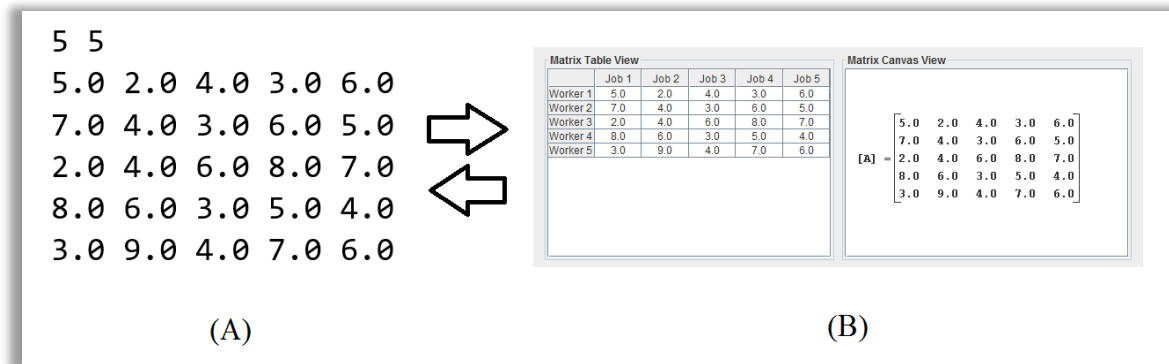 5 5
5.0 2.0 4.0 3.0 6.0
7.0 4.0 3.0 6.0 5.0
2.0 4.0 6.0 8.0 7.0
8.0 6.0 3.0 5.0 4.0
3.0 9.0 4.0 7.0 6.0
(A)
Matrix Table View
Job 1 Job 2 Job 3 Job 4 Job 5
Worker 1 5.0 2.0 4.0 3.0 6.0
Worker 2 7.0 4.0 3.0 6.0 5.0
Worker 3 2.0 4.0 6.0 8.0 7.0
Worker 4 8.0 6.0 3.0 5.0 4.0
Worker 5 3.0 9.0 4.0 7.0 6.0
Matrix Canvas View
5.0 2.0 4.0 3.0 6.0
7.0 4.0 3.0 6.0 5.0
[A] = 2.0 4.0 6.0 8.0 7.0
8.0 6.0 3.0 5.0 4.0
3.0 9.0 4.0 7.0 6.0
(B)